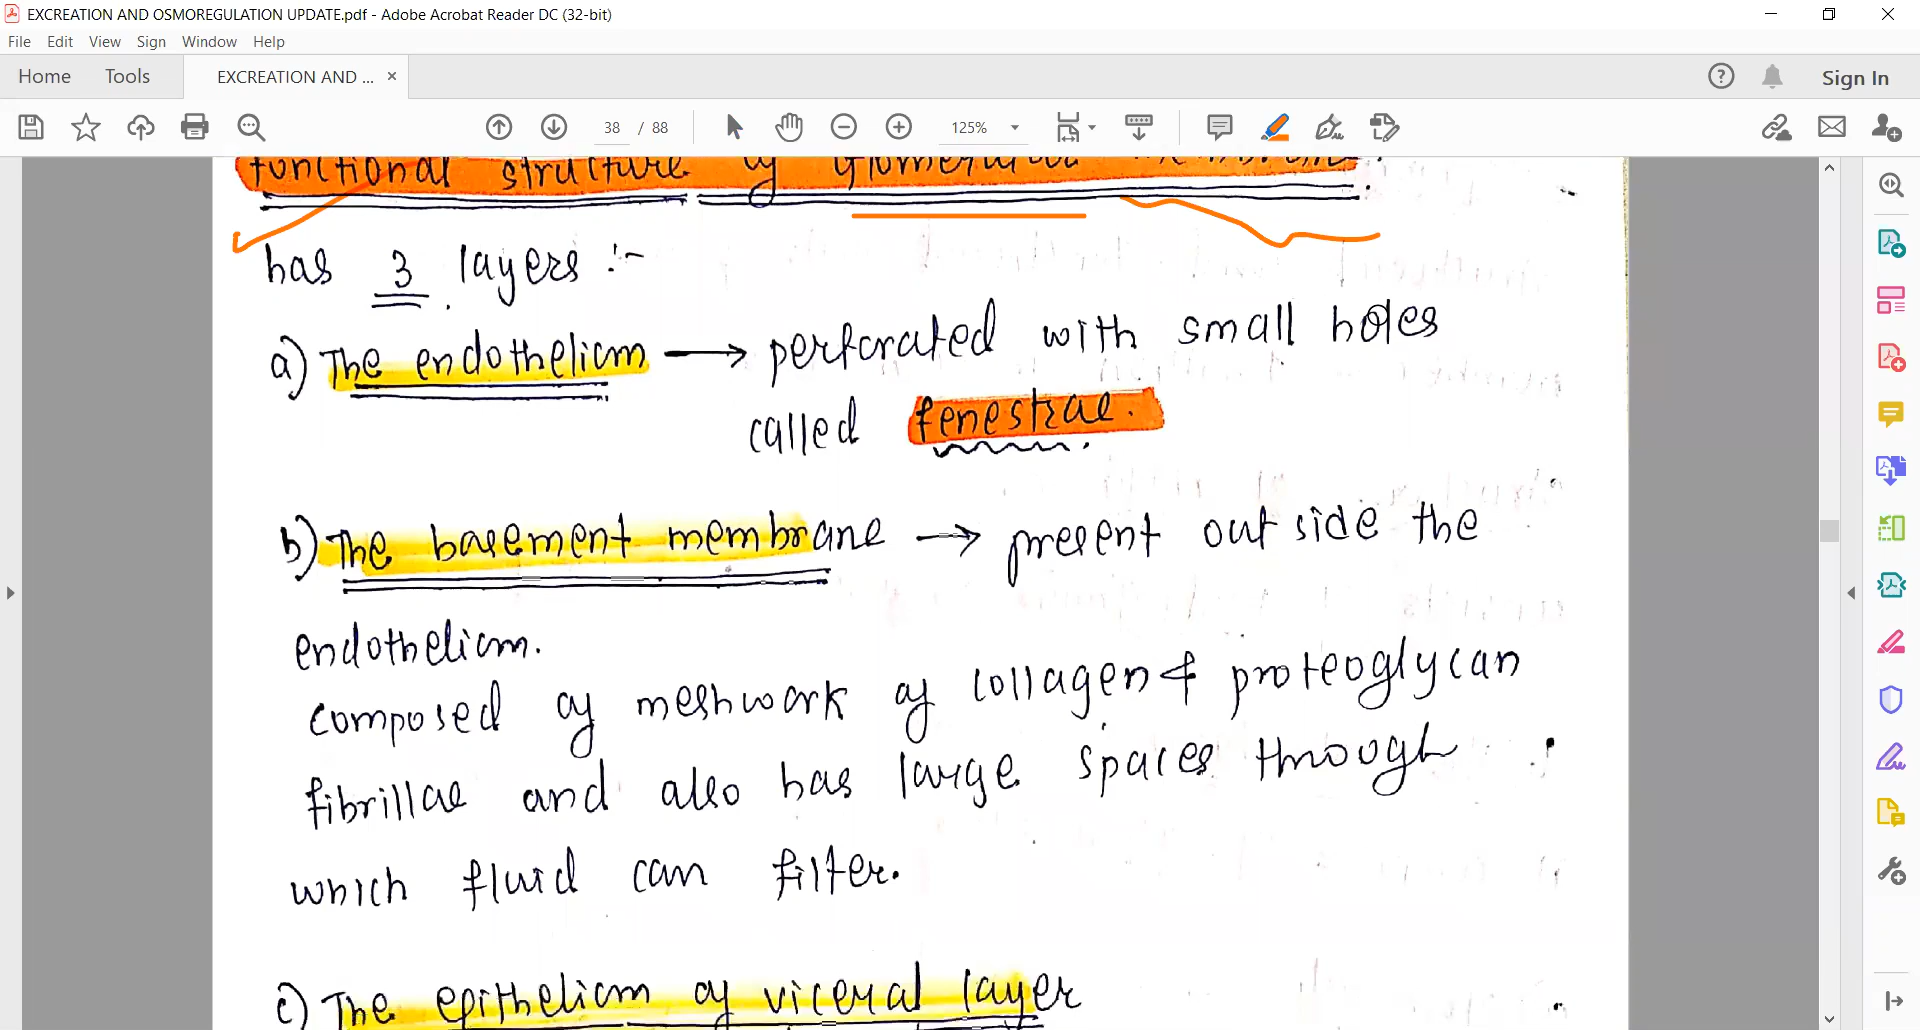 EXCREATION AND OSMOREGULATION UPDATE.pdf - Adobe Acrobat Reader DC (32-bit)
File Edit View Sign Window Help
Home Tools EXCREATION AND ... × Sign In
38 / 88 125%
functional structure of Glomerular membrane.
has 3 layers :-
a) The endothelium → perforated with small holes
called fenestrae.
b) The basement membrane → present out side the
endothelium.
composed of meshwork of collagen & proteoglycan
fibrillae and also has large spaces through
which fluid can filter.
c) The epithelium of viceral layer